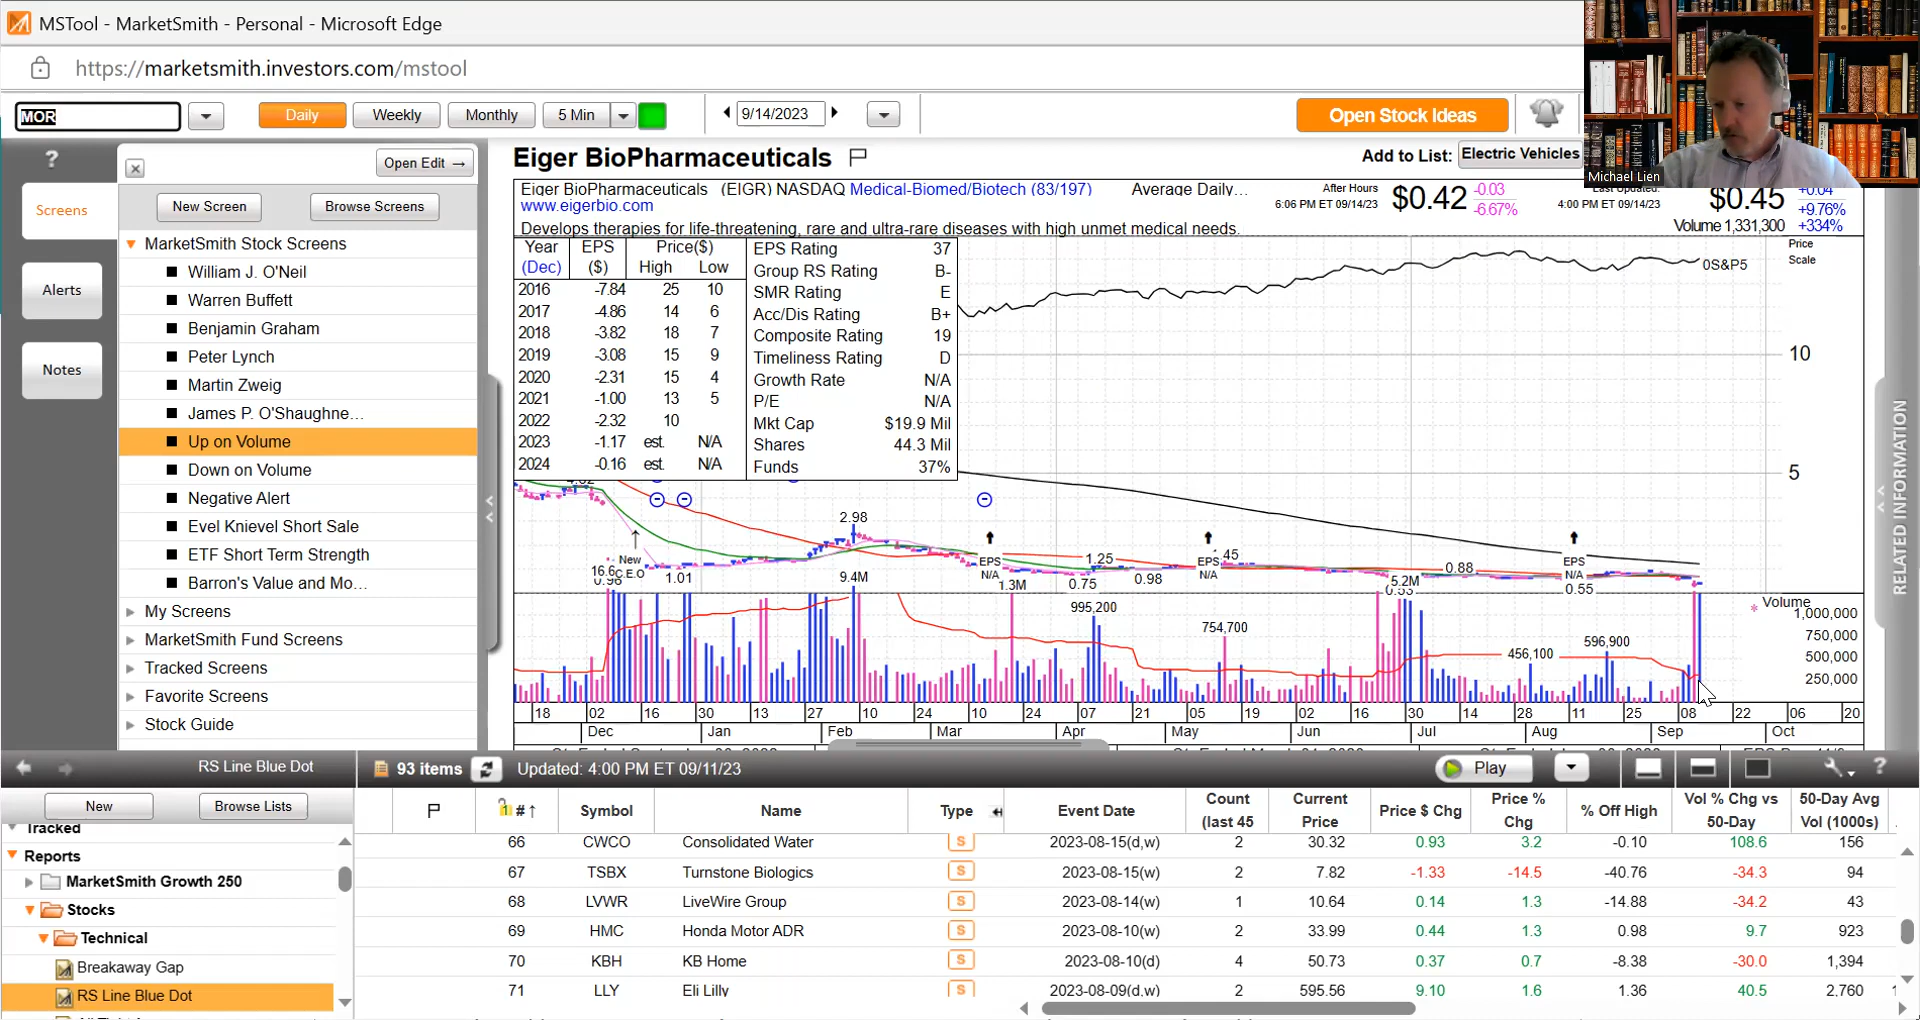 MSTool - MarketSmith - Personal - Microsoft Edge
https://marketsmith.investors.com/mstool
MOR
Daily
Weekly
Monthly
5 Min
9/14/2023
Open Stock Ideas
Michael Lien
?
Screens
Alerts
Notes
Open Edit →
New Screen
Browse Screens
MarketSmith Stock Screens
William J. O'Neil
Warren Buffett
Benjamin Graham
Peter Lynch
Martin Zweig
James P. O'Shaughne...
Up on Volume
Down on Volume
Negative Alert
Evel Knievel Short Sale
ETF Short Term Strength
Barron's Value and Mo...
My Screens
MarketSmith Fund Screens
Tracked Screens
Favorite Screens
Stock Guide
Eiger BioPharmaceuticals
Add to List: Electric Vehicles
Eiger BioPharmaceuticals (EIGR) NASDAQ Medical-Biomed/Biotech (83/197) Average Daily...
www.eigerbio.com
Develops therapies for life-threatening, rare and ultra-rare diseases with high unmet medical needs.
After Hours
6:06 PM ET 09/14/23
$0.42
-0.03
-6.67%
Last Updated:
4:00 PM ET 09/14/23
$0.45
+0.04
+9.76%
Volume 1,331,300 +334%
Year EPS Price($)
(Dec) ($) High Low
2016 -7.84 25 10
2017 -4.86 14 6
2018 -3.82 18 7
2019 -3.08 15 9
2020 -2.31 15 4
2021 -1.00 13 5
2022 -2.32 10
2023 -1.17 est. N/A
2024 -0.16 est. N/A
EPS Rating 37
Group RS Rating B-
SMR Rating E
Acc/Dis Rating B+
Composite Rating 19
Timeliness Rating D
Growth Rate N/A
P/E N/A
Mkt Cap $19.9 Mil
Shares 44.3 Mil
Funds 37%
Price
Scale
0S&P5
10
5
2.98
New
C.E.O
1.01
9.4M
EPS
N/A
1.3M
0.75
1.25
0.98
EPS
N/A
.45
5.2M
0.53
0.88
EPS
N/A
0.55
995,200
754,700
456,100
596,900
Volume
1,000,000
750,000
500,000
250,000
18 02 16 30 13 27 10 24 10 24 07 21 05 19 02 16 30 14 28 11 25 08 22 06 20
Dec Jan Feb Mar Apr May Jun Jul Aug Sep Oct
RELATED INFORMATION
RS Line Blue Dot
93 items
Updated: 4:00 PM ET 09/11/23
Play
?
New
Browse Lists
Tracked
Reports
MarketSmith Growth 250
Stocks
Technical
Breakaway Gap
RS Line Blue Dot
#↑ Symbol Name Type Event Date Count (last 45 Current Price Price $ Chg Price % Chg % Off High Vol % Chg vs 50-Day 50-Day Avg Vol (1000s)
66 CWCO Consolidated Water S 2023-08-15(d,w) 2 30.32 0.93 3.2 -0.10 108.6 156
67 TSBX Turnstone Biologics S 2023-08-15(w) 2 7.82 -1.33 -14.5 -40.76 -34.3 94
68 LVWR LiveWire Group S 2023-08-14(w) 1 10.64 0.14 1.3 -14.88 -34.2 43
69 HMC Honda Motor ADR S 2023-08-10(w) 2 33.99 0.44 1.3 0.98 9.7 923
70 KBH KB Home S 2023-08-10(d) 4 50.73 0.37 0.7 -8.38 -30.0 1,394
71 LLY Eli Lilly S 2023-08-09(d,w) 2 595.56 9.10 1.6 1.36 40.5 2,760